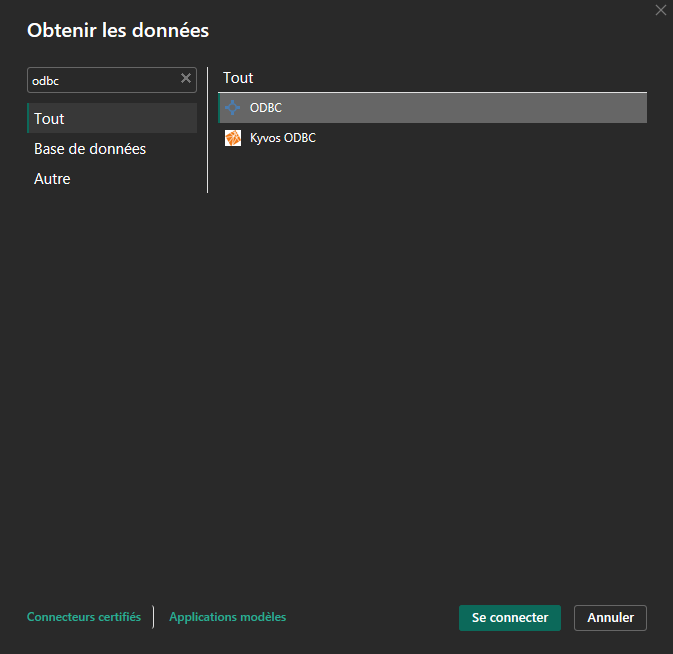 Obtenir les données
odbc
Tout
Base de données
Autre
Tout
ODBC
Kyvos ODBC
Connecteurs certifiés
Applications modèles
Se connecter
Annuler